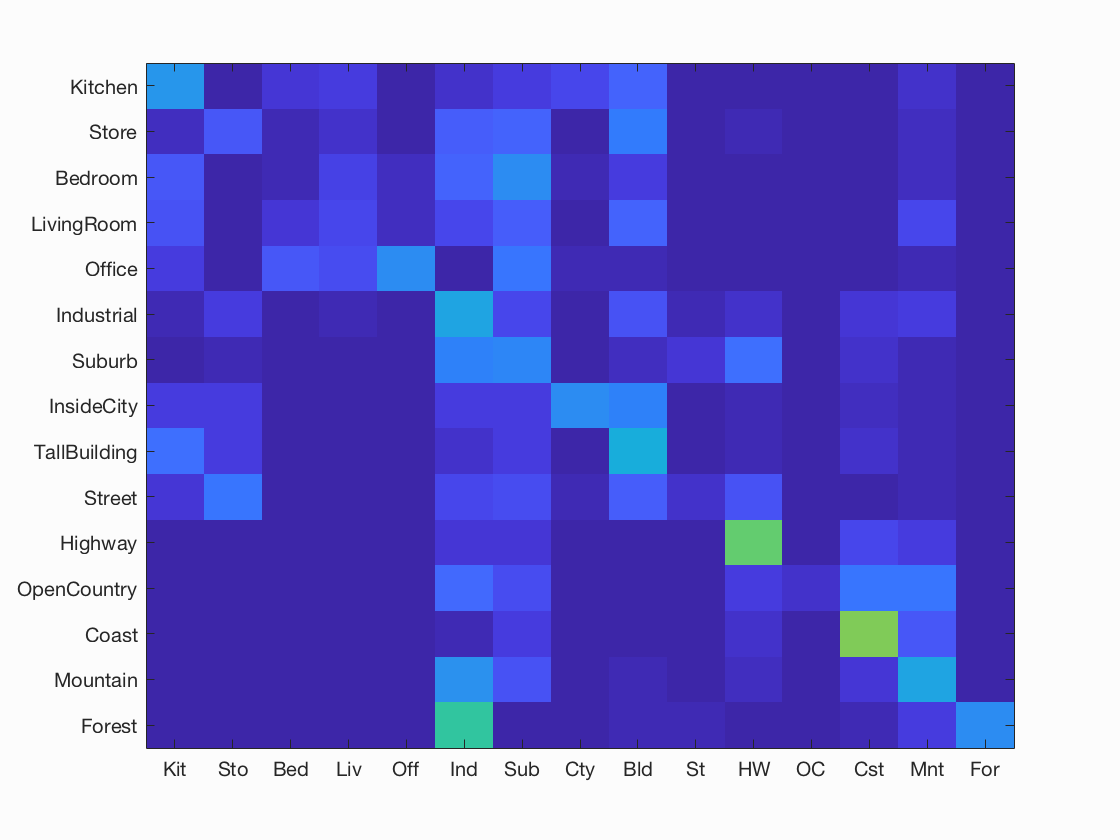 Kitchen
Store
Bedroom
LivingRoom
Office
Industrial
Suburb
InsideCity
TallBuilding
Street
Highway
OpenCountry
Coast
Mountain
Forest
Kit Sto Bed Liv Off Ind Sub Cty Bld St HW OC Cst Mnt For